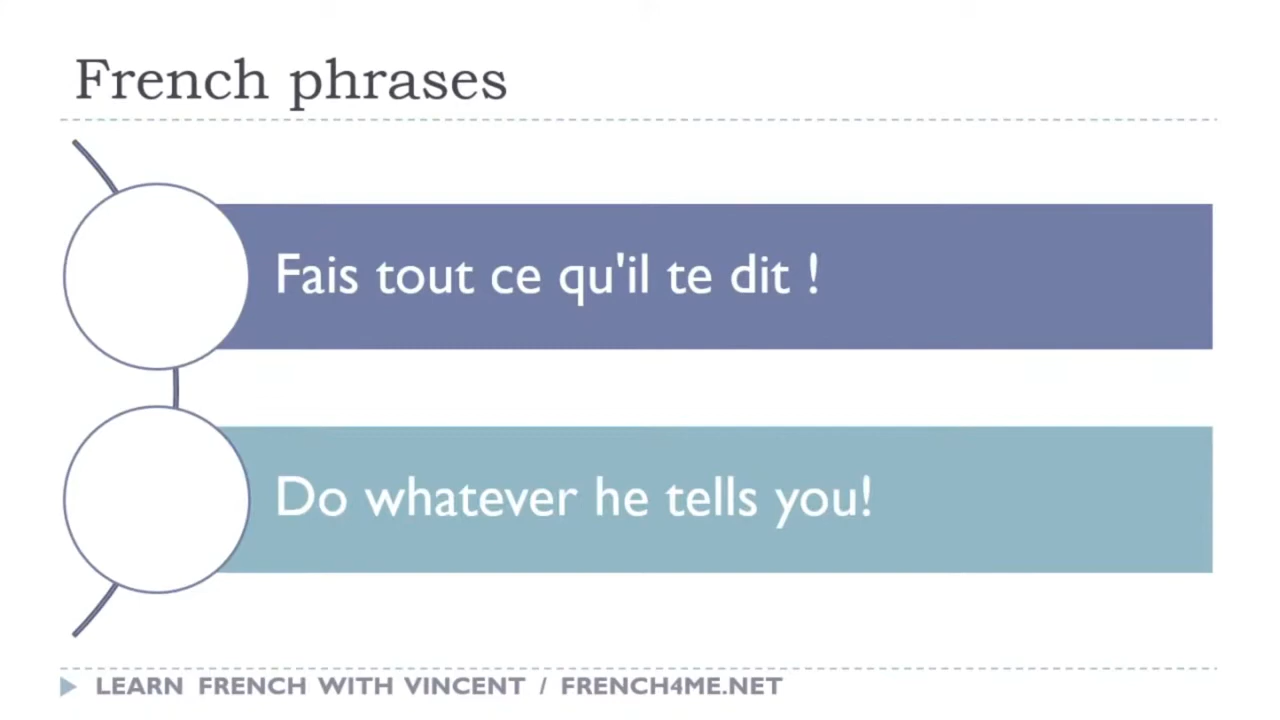 French phrases
Fais tout ce qu'il te dit !
Do whatever he tells you!
LEARN FRENCH WITH VINCENT / FRENCH4ME.NET